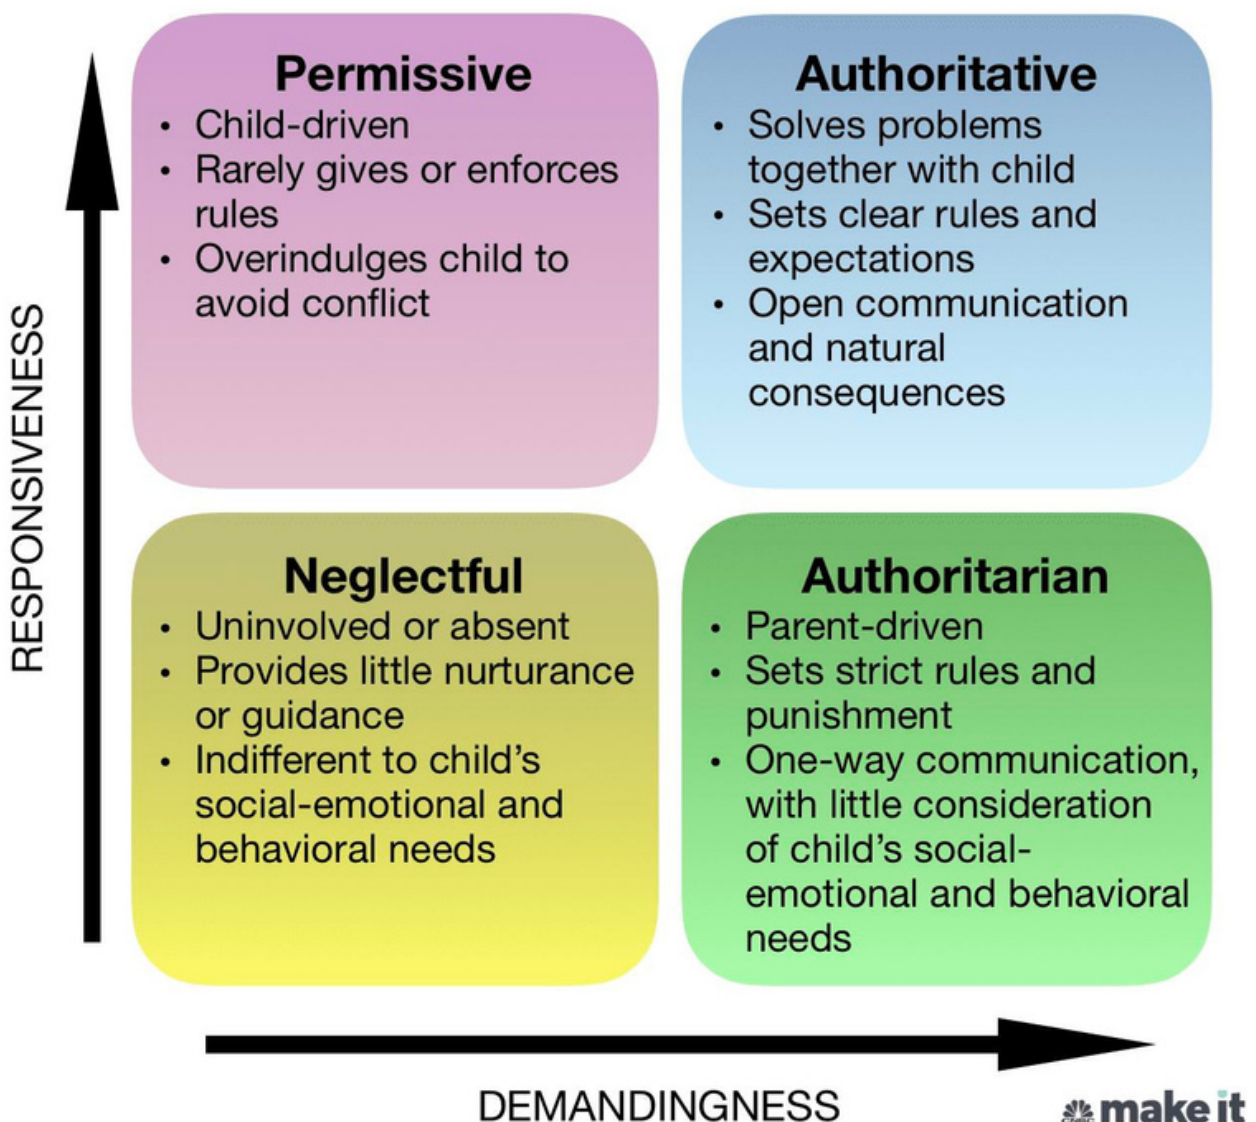 Permissive
• Child-driven
• Rarely gives or enforces
rules
• Overindulges child to
avoid conflict
Authoritative
• Solves problems
together with child
• Sets clear rules and
expectations
• Open communication
and natural
consequences
RESPONSIVENESS
Neglectful
• Uninvolved or absent
• Provides little nurturance
or guidance
• Indifferent to child’s
social-emotional and
behavioral needs
Authoritarian
• Parent-driven
• Sets strict rules and
punishment
• One-way communication,
with little consideration
of child’s social-
emotional and behavioral
needs
DEMANDINGNESS
make it